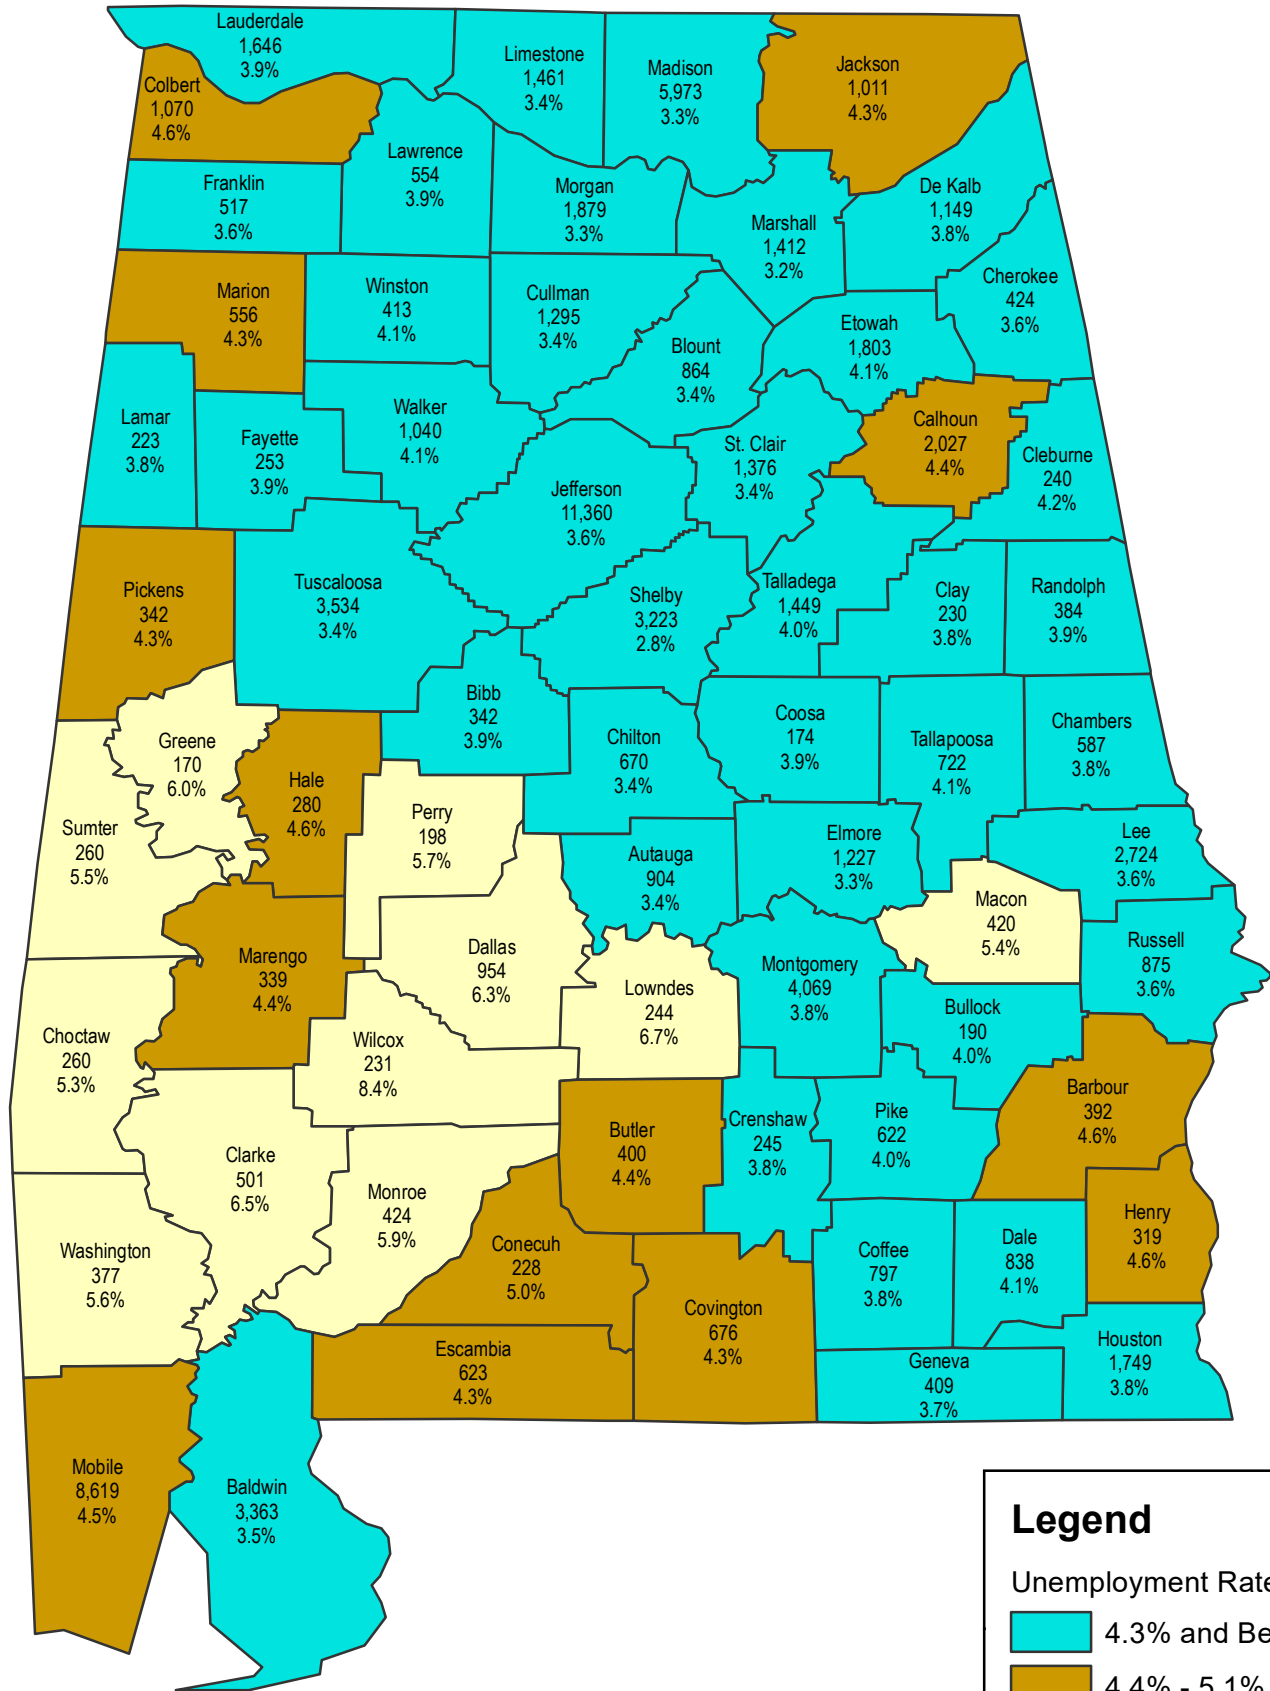 Lauderdale
1,646
3.9%
Limestone
1,461
3.4%
Madison
5,973
3.3%
Jackson
1,011
4.3%
Colbert
1,070
4.6%
Lawrence
554
3.9%
Franklin
517
3.6%
Morgan
1,879
3.3%
Marshall
1,412
3.2%
De Kalb
1,149
3.8%
Cherokee
424
3.6%
Marion
556
4.3%
Winston
413
4.1%
Cullman
1,295
3.4%
Blount
864
3.4%
Etowah
1,803
4.1%
Lamar
223
3.8%
Fayette
253
3.9%
Walker
1,040
4.1%
Jefferson
11,360
3.6%
St. Clair
1,376
3.4%
Calhoun
2,027
4.4%
Cleburne
240
4.2%
Pickens
342
4.3%
Tuscaloosa
3,534
3.4%
Shelby
3,223
2.8%
Talladega
1,449
4.0%
Clay
230
3.8%
Randolph
384
3.9%
Greene
170
6.0%
Hale
280
4.6%
Bibb
342
3.9%
Chilton
670
3.4%
Coosa
174
3.9%
Tallapoosa
722
4.1%
Chambers
587
3.8%
Sumter
260
5.5%
Perry
198
5.7%
Autauga
904
3.4%
Elmore
1,227
3.3%
Lee
2,724
3.6%
Macon
420
5.4%
Russell
875
3.6%
Marengo
339
4.4%
Dallas
954
6.3%
Lowndes
244
6.7%
Montgomery
4,069
3.8%
Bullock
190
4.0%
Choctaw
260
5.3%
Wilcox
231
8.4%
Barbour
392
4.6%
Clarke
501
6.5%
Monroe
424
5.9%
Butler
400
4.4%
Crenshaw
245
3.8%
Pike
622
4.0%
Henry
319
4.6%
Washington
377
5.6%
Conecuh
228
5.0%
Covington
676
4.3%
Coffee
797
3.8%
Dale
838
4.1%
Escambia
623
4.3%
Geneva
409
3.7%
Houston
1,749
3.8%
Mobile
8,619
4.5%
Baldwin
3,363
3.5%
Legend
Unemployment Rate
4.3% and Be
4.4% - 5.1%